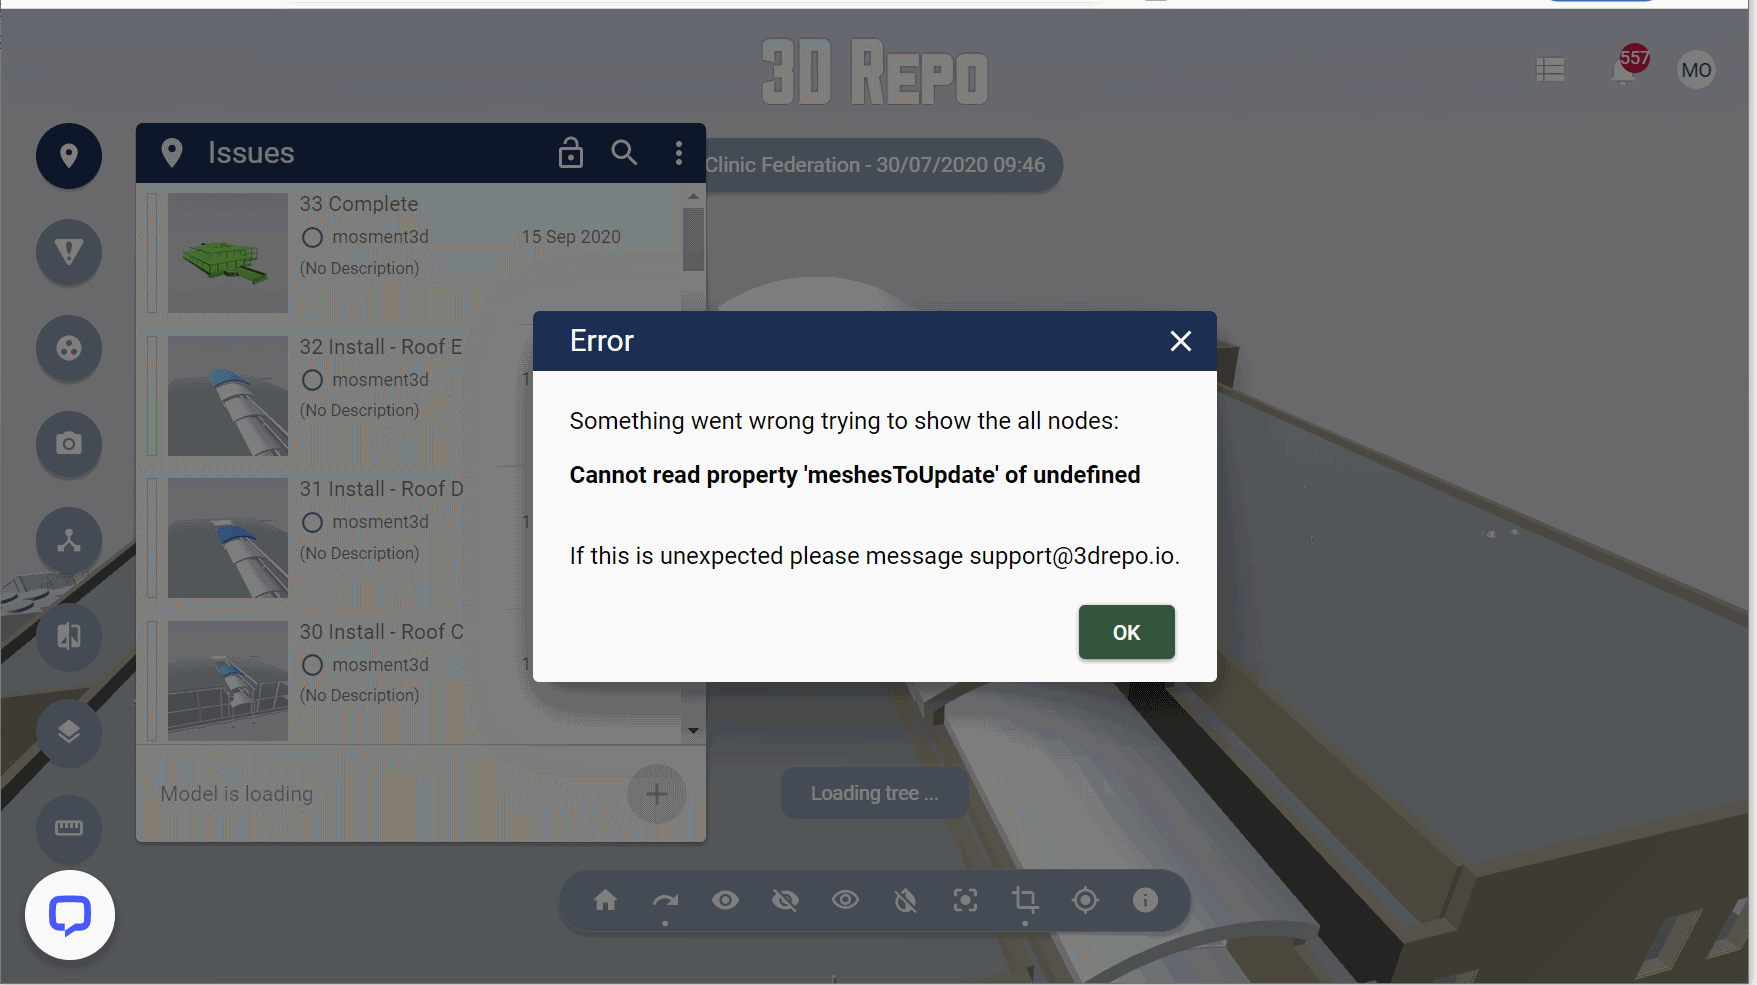 3D REPO
557
MO
Issues
Clinic Federation - 30/07/2020 09:46
33 Complete
mosment3d
15 Sep 2020
(No Description)
32 Install - Roof E
mosment3d
1
(No Description)
31 Install - Roof D
mosment3d
1
(No Description)
30 Install - Roof C
mosment3d
1
(No Description)
Model is loading
Error
Something went wrong trying to show the all nodes:
Cannot read property 'meshesToUpdate' of undefined
If this is unexpected please message support@3drepo.io.
OK
Loading tree ...